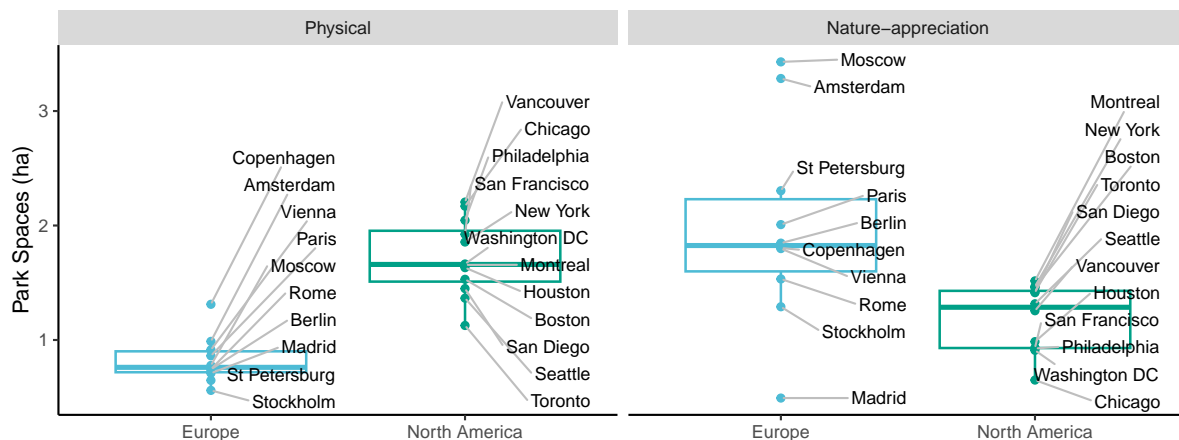 Physical
Nature−appreciation
Park Spaces (ha)
3
2
1
Copenhagen
Amsterdam
Vienna
Paris
Moscow
Rome
Berlin
Madrid
St Petersburg
Stockholm
Vancouver
Chicago
Philadelphia
San Francisco
New York
Washington DC
Montreal
Houston
Boston
San Diego
Seattle
Toronto
Moscow
Amsterdam
St Petersburg
Paris
Berlin
Copenhagen
Vienna
Rome
Stockholm
Madrid
Montreal
New York
Boston
Toronto
San Diego
Seattle
Vancouver
Houston
San Francisco
Philadelphia
Washington DC
Chicago
Europe
North America
Europe
North America